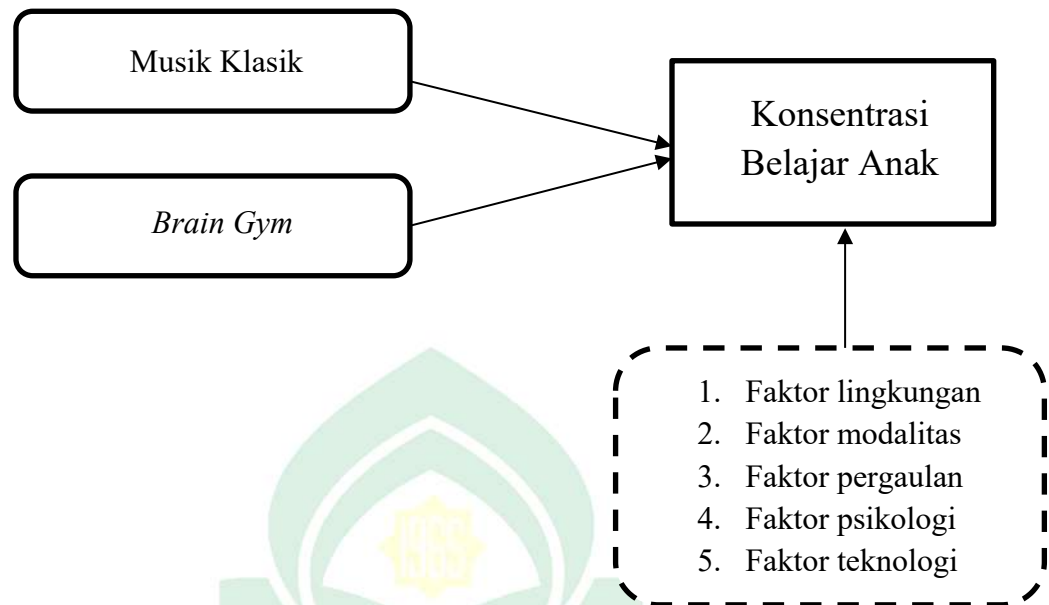 Musik Klasik
Konsentrasi
Belajar Anak
Brain Gym
1. Faktor lingkungan
2. Faktor modalitas
3. Faktor pergaulan
4. Faktor psikologi
5. Faktor teknologi
1965